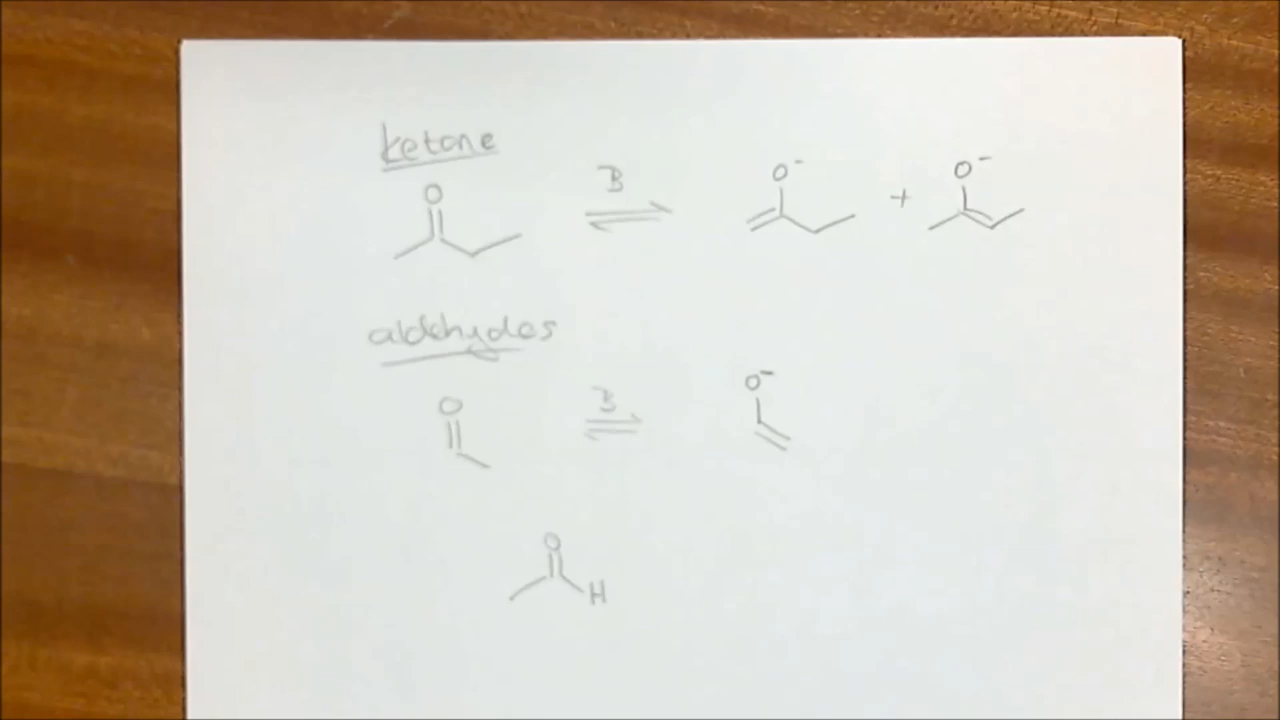 ketone
O B O⁻ + O⁻
aldehydes
O B O⁻
O
H